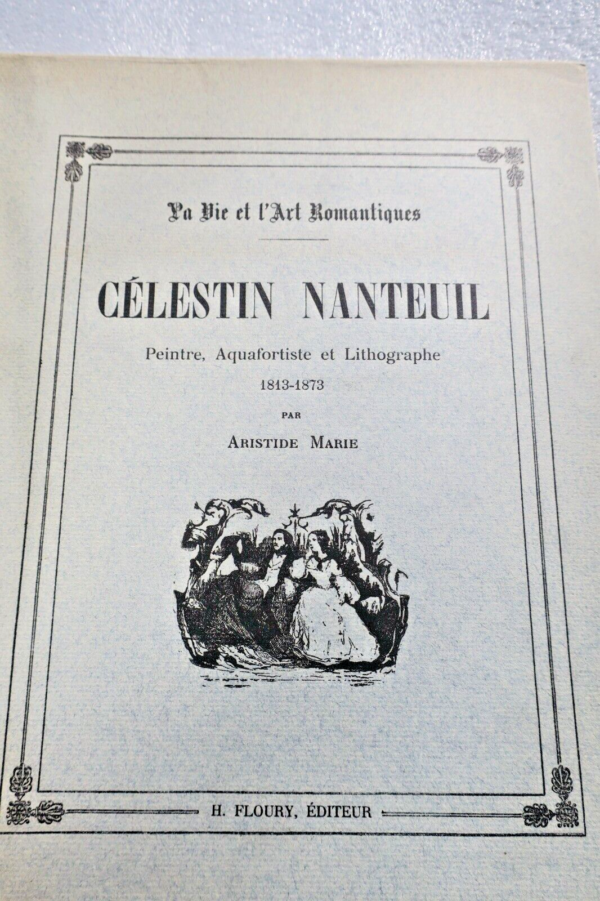 La Vie et l'Art Romantiques
CÉLESTIN NANTEUIL
Peintre, Aquafortiste et Lithographe
1813-1873
PAR
ARISTIDE MARIE
H. FLOURY, ÉDITEUR